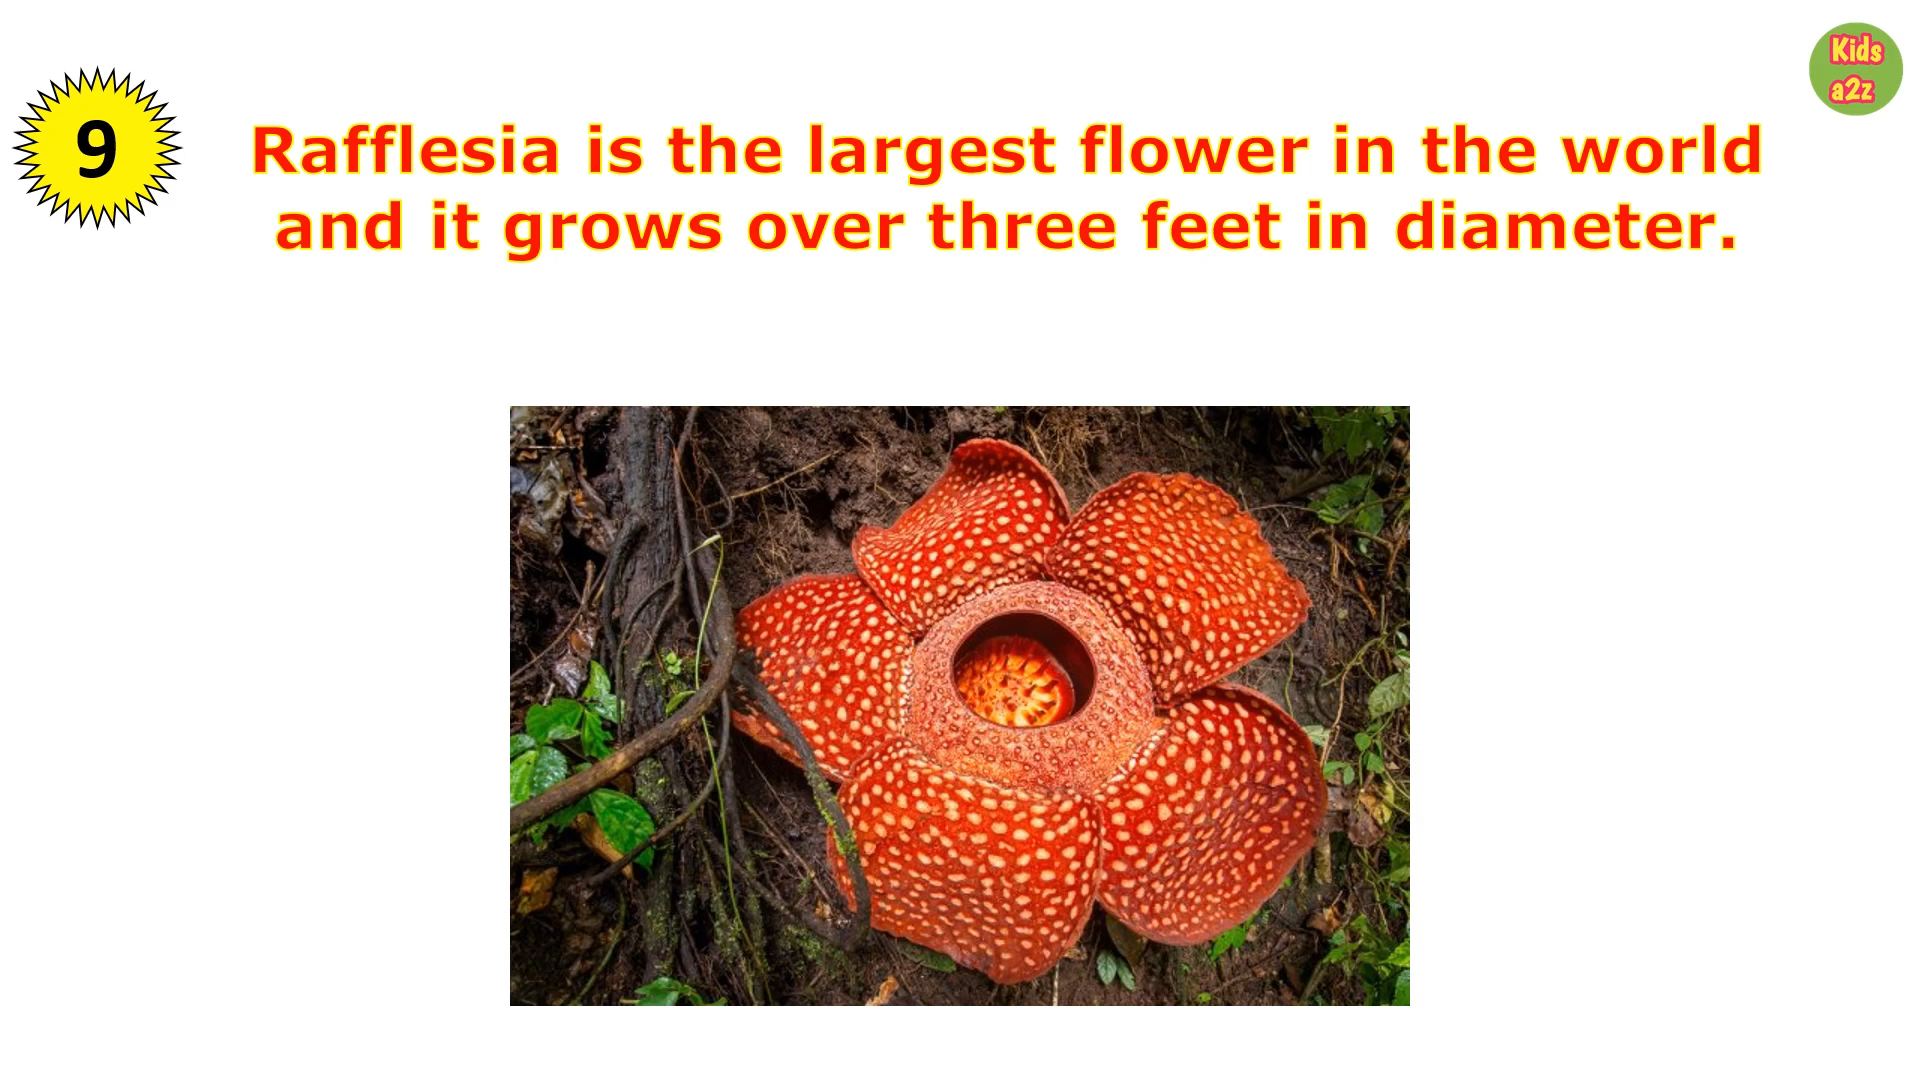 9
Rafflesia is the largest flower in the world
and it grows over three feet in diameter.
Kids
a2z